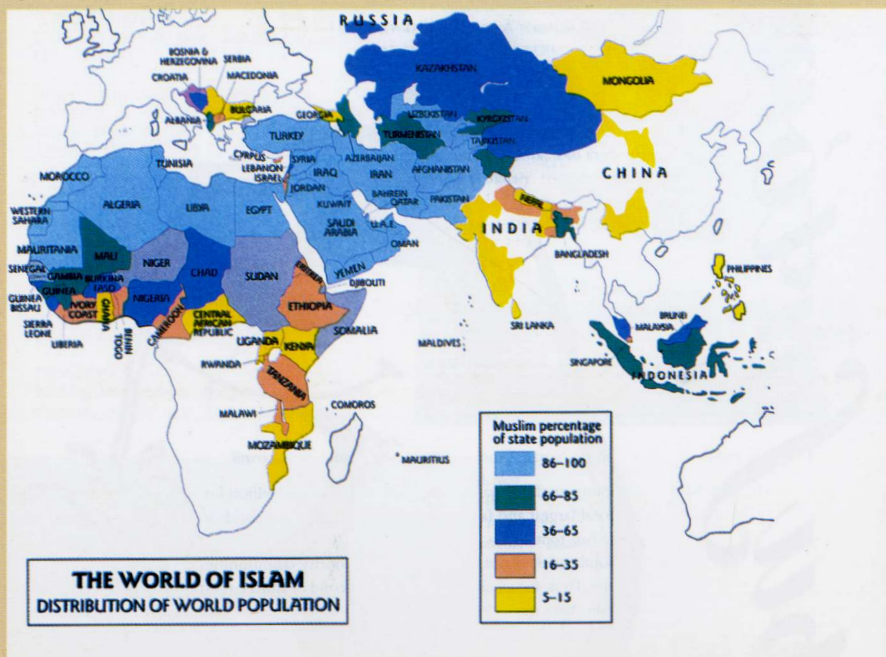 RUSSIA
BOSNIA &
HERZEGOVINA
SERBIA
CROATIA
MACEDONIA
KAZAKHSTAN
MONGOLIA
BULGARIA
ALBANIA
GEORGIA
UZBEKISTAN
KYRGYZSTAN
TURKEY
TURMENISTAN
TAJIKISTAN
CYPRUS
SYRIA
AZERBAIJAN
TUNISIA
LEBANON
ISRAEL
IRAQ
IRAN
AFGHANISTAN
CHINA
MOROCCO
JORDAN
ALGERIA
LIBYA
EGYPT
KUWAIT
BAHREIN
QATAR
PAKISTAN
NEPAL
WESTERN
SAHARA
SAUDI
ARABIA
U.A.E.
INDIA
OMAN
MAURITANIA
MALI
NIGER
BANGLADESH
SENEGAL
GAMBIA
BURKINA
FASO
CHAD
SUDAN
ERITREIA
YEMEN
DJIBOUTI
PHILIPPINES
GUINEA
GUINEA
BISSAU
NIGERIA
IVORY
COAST
GHANA
ETHIOPIA
CENTRAL
AFRICAN
REPUBLIC
CAMEROON
SOMALIA
SRI LANKA
BRUNEI
MALAYSIA
SIERRA
LEONE
LIBERIA
BENIN
TOGO
UGANDA
KENYA
MALDIVES
RWANDA
SINGAPORE
INDONESIA
TANZANIA
MALAWI
COMOROS
MOZAMBIQUE
MAURITIUS
Muslim percentage
of state population
86–100
66–85
36–65
16–35
5–15
THE WORLD OF ISLAM
DISTRIBUTION OF WORLD POPULATION